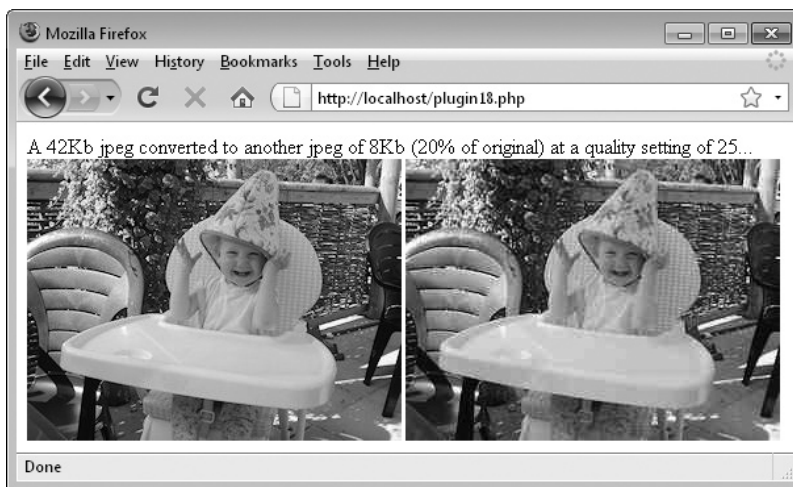 Mozilla Firefox
File Edit View History Bookmarks Tools Help
http://localhost/plugin18.php
A 42Kb jpeg converted to another jpeg of 8Kb (20% of original) at a quality setting of 25...
Done